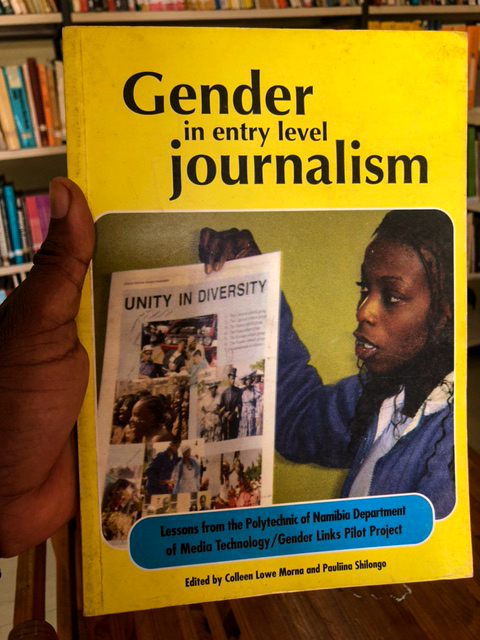 Gender
in entry level
journalism
UNITY IN DIVERSITY
Lessons from the Polytechnic of Namibia Department
of Media Technology/Gender Links Pilot Project
Edited by Colleen Lowe Morna and Pauliina Shilongo